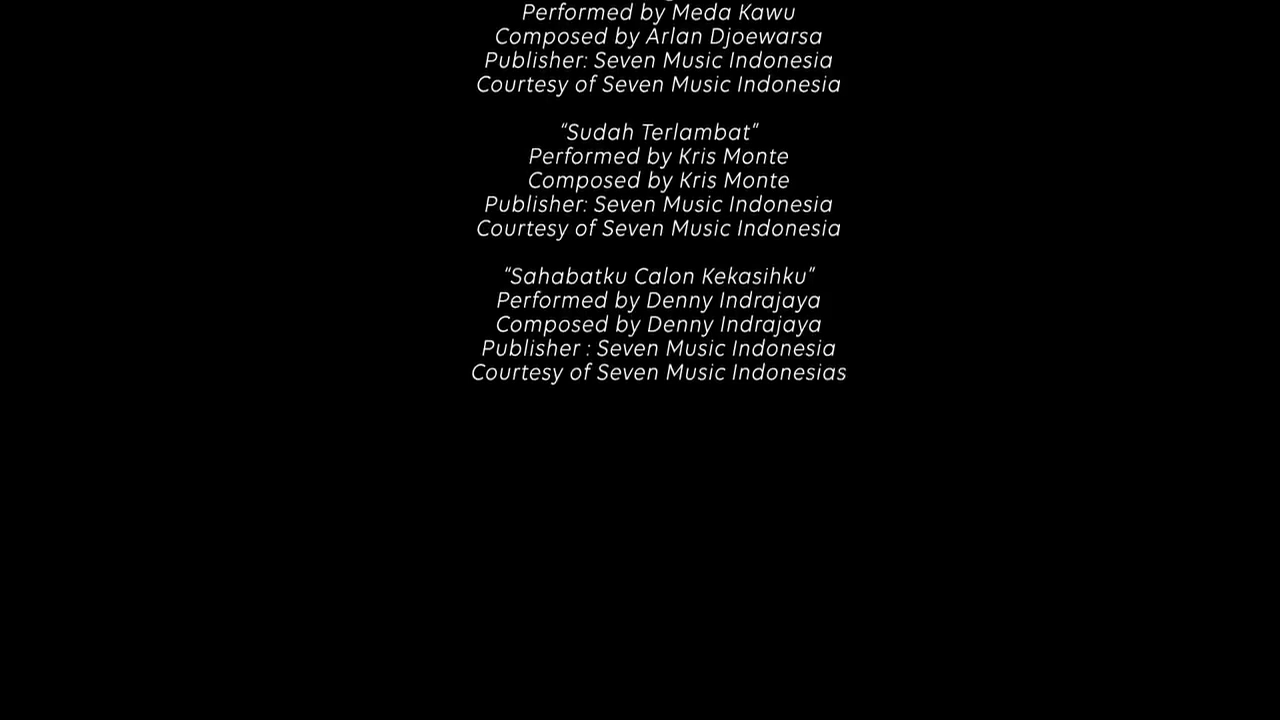 Performed by Meda Kawu
Composed by Arlan Djoewarsa
Publisher: Seven Music Indonesia
Courtesy of Seven Music Indonesia
“Sudah Terlambat”
Performed by Kris Monte
Composed by Kris Monte
Publisher: Seven Music Indonesia
Courtesy of Seven Music Indonesia
“Sahabatku Calon Kekasihku”
Performed by Denny Indrajaya
Composed by Denny Indrajaya
Publisher : Seven Music Indonesia
Courtesy of Seven Music Indonesias